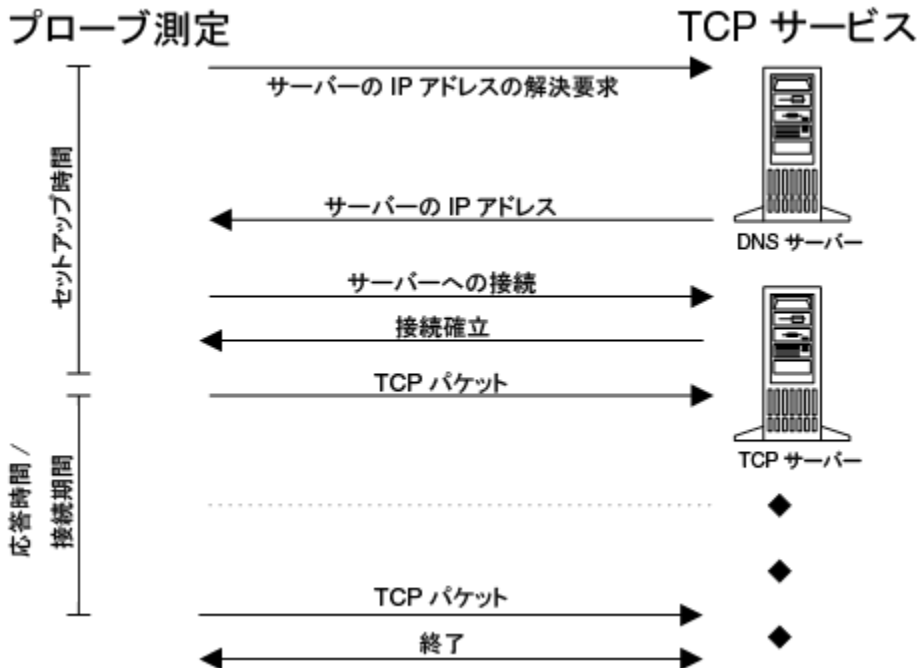 プローブ測定
TCP サービス
サーバーの IP アドレスの解決要求
セットアップ時間
サーバーの IP アドレス
DNS サーバー
サーバーへの接続
接続確立
TCP パケット
TCP サーバー
応答時間 /
接続期間
TCP パケット
終了